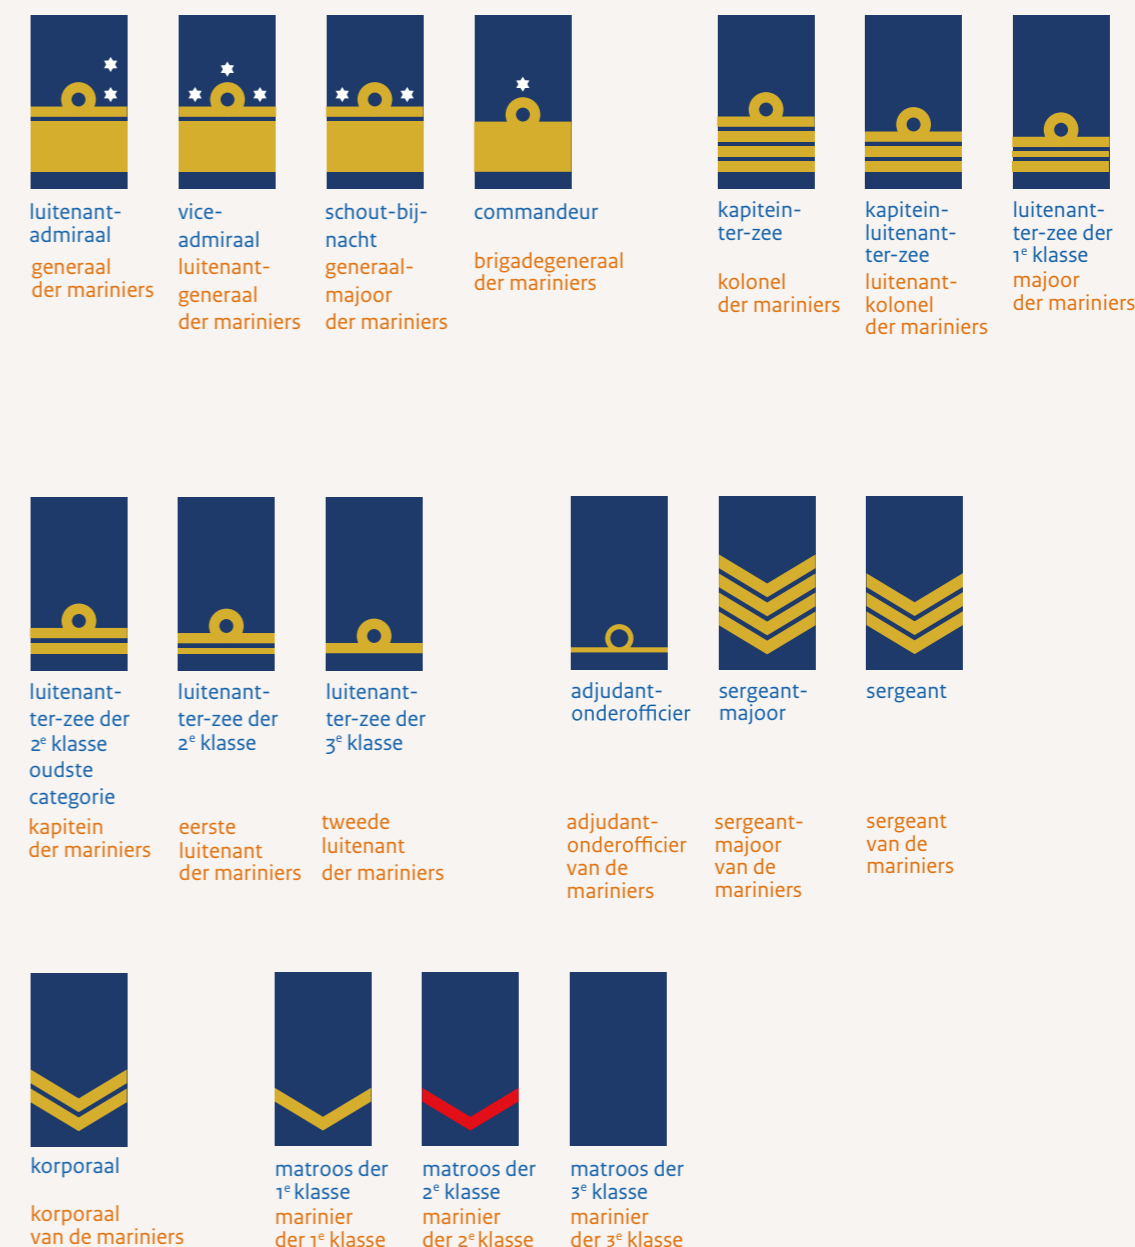 luitenant-
admiraal
generaal
der mariniers
vice-
admiraal
luitenant-
generaal
der mariniers
schout-bij-
nacht
generaal-
majoor
der mariniers
commandeur
brigadegeneraal
der mariniers
kapitein-
ter-zee
kolonel
der mariniers
kapitein-
luitenant-
ter-zee
luitenant-
kolonel
der mariniers
luitenant-
ter-zee der
1e klasse
majoor
der mariniers
luitenant-
ter-zee der
2e klasse
oudste
categorie
kapitein
der mariniers
luitenant-
ter-zee der
2e klasse
eerste
luitenant
der mariniers
luitenant-
ter-zee der
3e klasse
tweede
luitenant
der mariniers
adjudant-
onderofficier
adjudant-
onderofficier
van de
mariniers
sergeant-
majoor
sergeant-
majoor
van de
mariniers
sergeant
sergeant
van de
mariniers
korporaal
korporaal
van de mariniers
matroos der
1e klasse
marinier
der 1e klasse
matroos der
2e klasse
marinier
der 2e klasse
matroos der
3e klasse
marinier
der 3e klasse